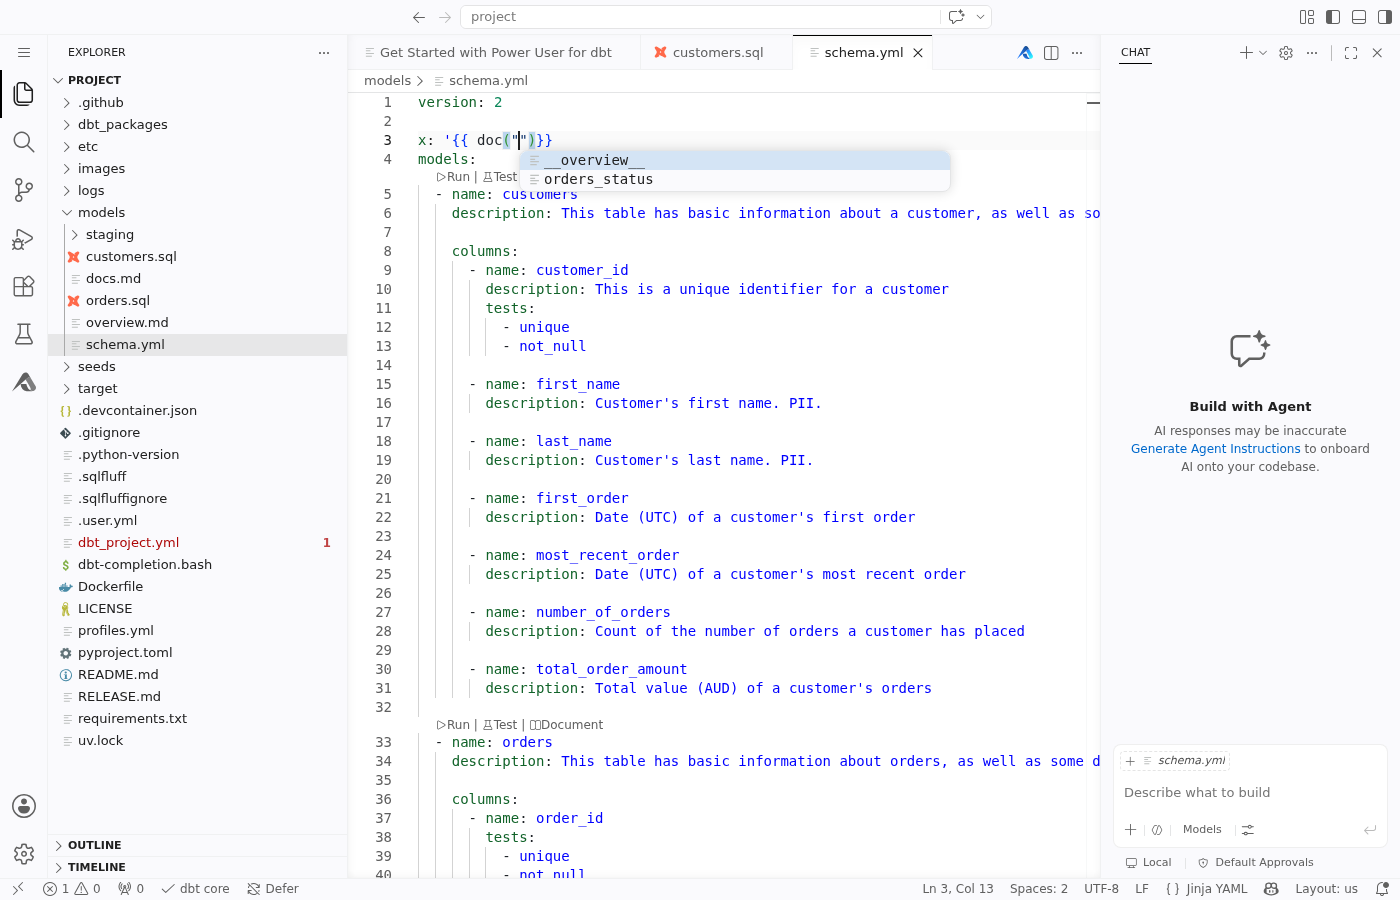 project
EXPLORER
PROJECT
.github
dbt_packages
etc
images
logs
models
staging
customers.sql
docs.md
orders.sql
overview.md
schema.yml
seeds
target
.devcontainer.json
.gitignore
.python-version
.sqlfluff
.sqlfluffignore
.user.yml
dbt_project.yml 1
dbt-completion.bash
Dockerfile
LICENSE
profiles.yml
pyproject.toml
README.md
RELEASE.md
requirements.txt
uv.lock
OUTLINE
TIMELINE
Get Started with Power User for dbt
customers.sql
schema.yml
models > schema.yml
1 version: 2
2
3 x: '{{ doc("")}}
__overview__
orders_status
4 models:
Run | Test
5 - name: customers
6 description: This table has basic information about a customer, as well as so
7
8 columns:
9 - name: customer_id
10 description: This is a unique identifier for a customer
11 tests:
12 - unique
13 - not_null
14
15 - name: first_name
16 description: Customer's first name. PII.
17
18 - name: last_name
19 description: Customer's last name. PII.
20
21 - name: first_order
22 description: Date (UTC) of a customer's first order
23
24 - name: most_recent_order
25 description: Date (UTC) of a customer's most recent order
26
27 - name: number_of_orders
28 description: Count of the number of orders a customer has placed
29
30 - name: total_order_amount
31 description: Total value (AUD) of a customer's orders
32
Run | Test | Document
33 - name: orders
34 description: This table has basic information about orders, as well as some d
35
36 columns:
37 - name: order_id
38 tests:
39 - unique
40 - not_null
CHAT
Build with Agent
AI responses may be inaccurate
Generate Agent Instructions to onboard
AI onto your codebase.
schema.yml
Describe what to build
Models
Local
Default Approvals
1 0 0 dbt core Defer
Ln 3, Col 13 Spaces: 2 UTF-8 LF { } Jinja YAML Layout: us